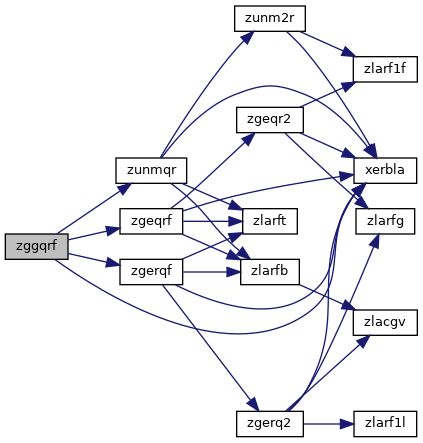 zunm2r
zlarf1f
zgeqr2
zunmqr
xerbla
zgeqrf
zlarft
zlarfg
zggqrf
zgerqf
zlarfb
zlacgv
zgerq2
zlarf1l